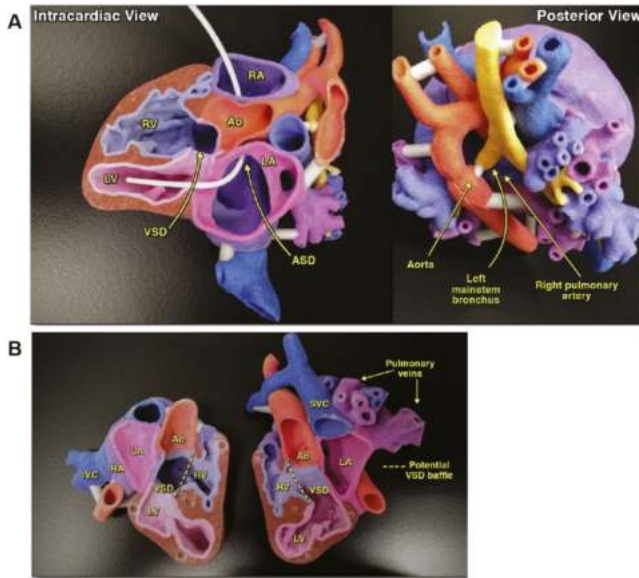 A
Intracardiac View
RA
RV
Ao
LV
LA
VSD
ASD
Posterior View
Aorta
Left
mainstem
bronchus
Right pulmonary
artery
B
Ao
LA
IVC
RA
VSD
RV
LV
Pulmonary
veins
SVC
Ao
LA
RV
VSD
LV
Potential
VSD baffle